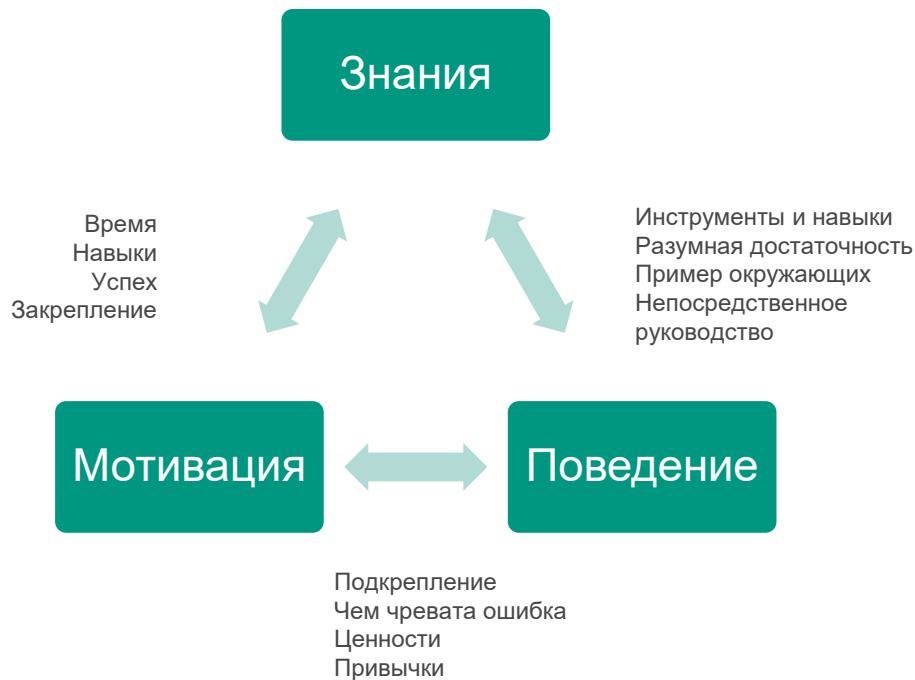 Знания
Время
Навыки
Успех
Закрепление
Инструменты и навыки
Разумная достаточность
Пример окружающих
Непосредственное
руководство
Мотивация
Поведение
Подкрепление
Чем чревата ошибка
Ценности
Привычки